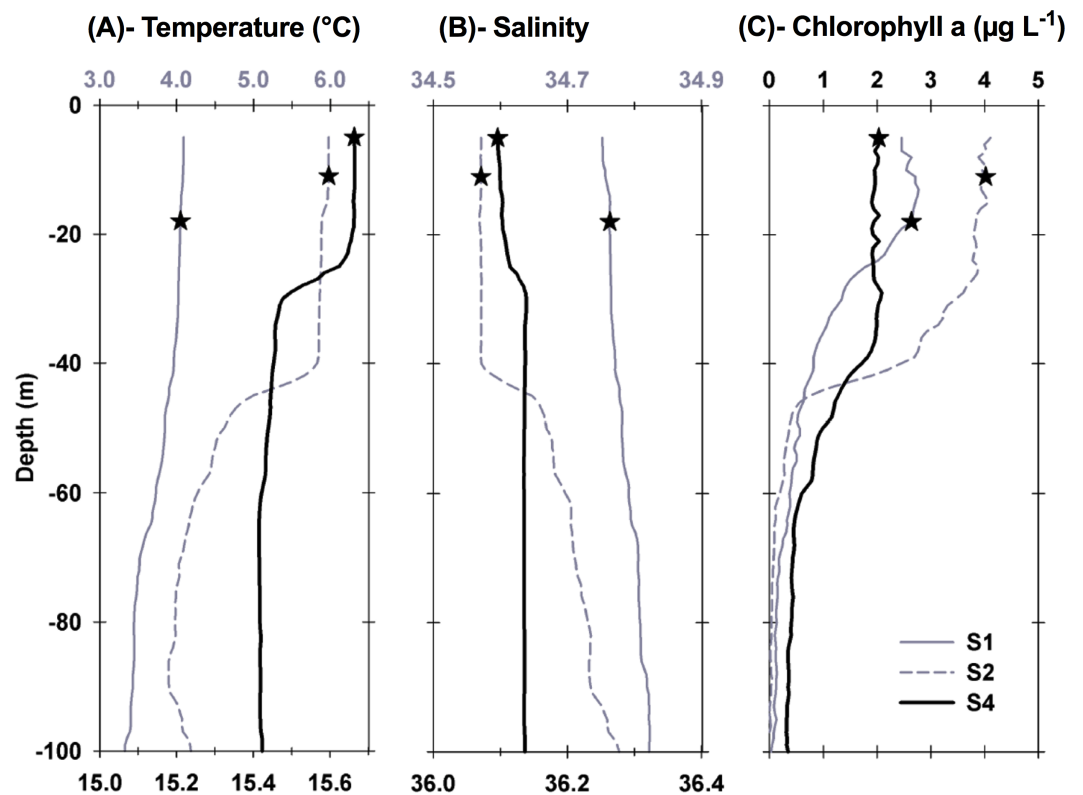 (A)- Temperature (°C) (B)- Salinity (C)- Chlorophyll a (µg L-1)
3.0 4.0 5.0 6.0 34.5 34.7 34.9 0 1 2 3 4 5
0
-20
-40
-60
-80
-100
Depth (m)
S1
S2
S4
15.0 15.2 15.4 15.6 36.0 36.2 36.4